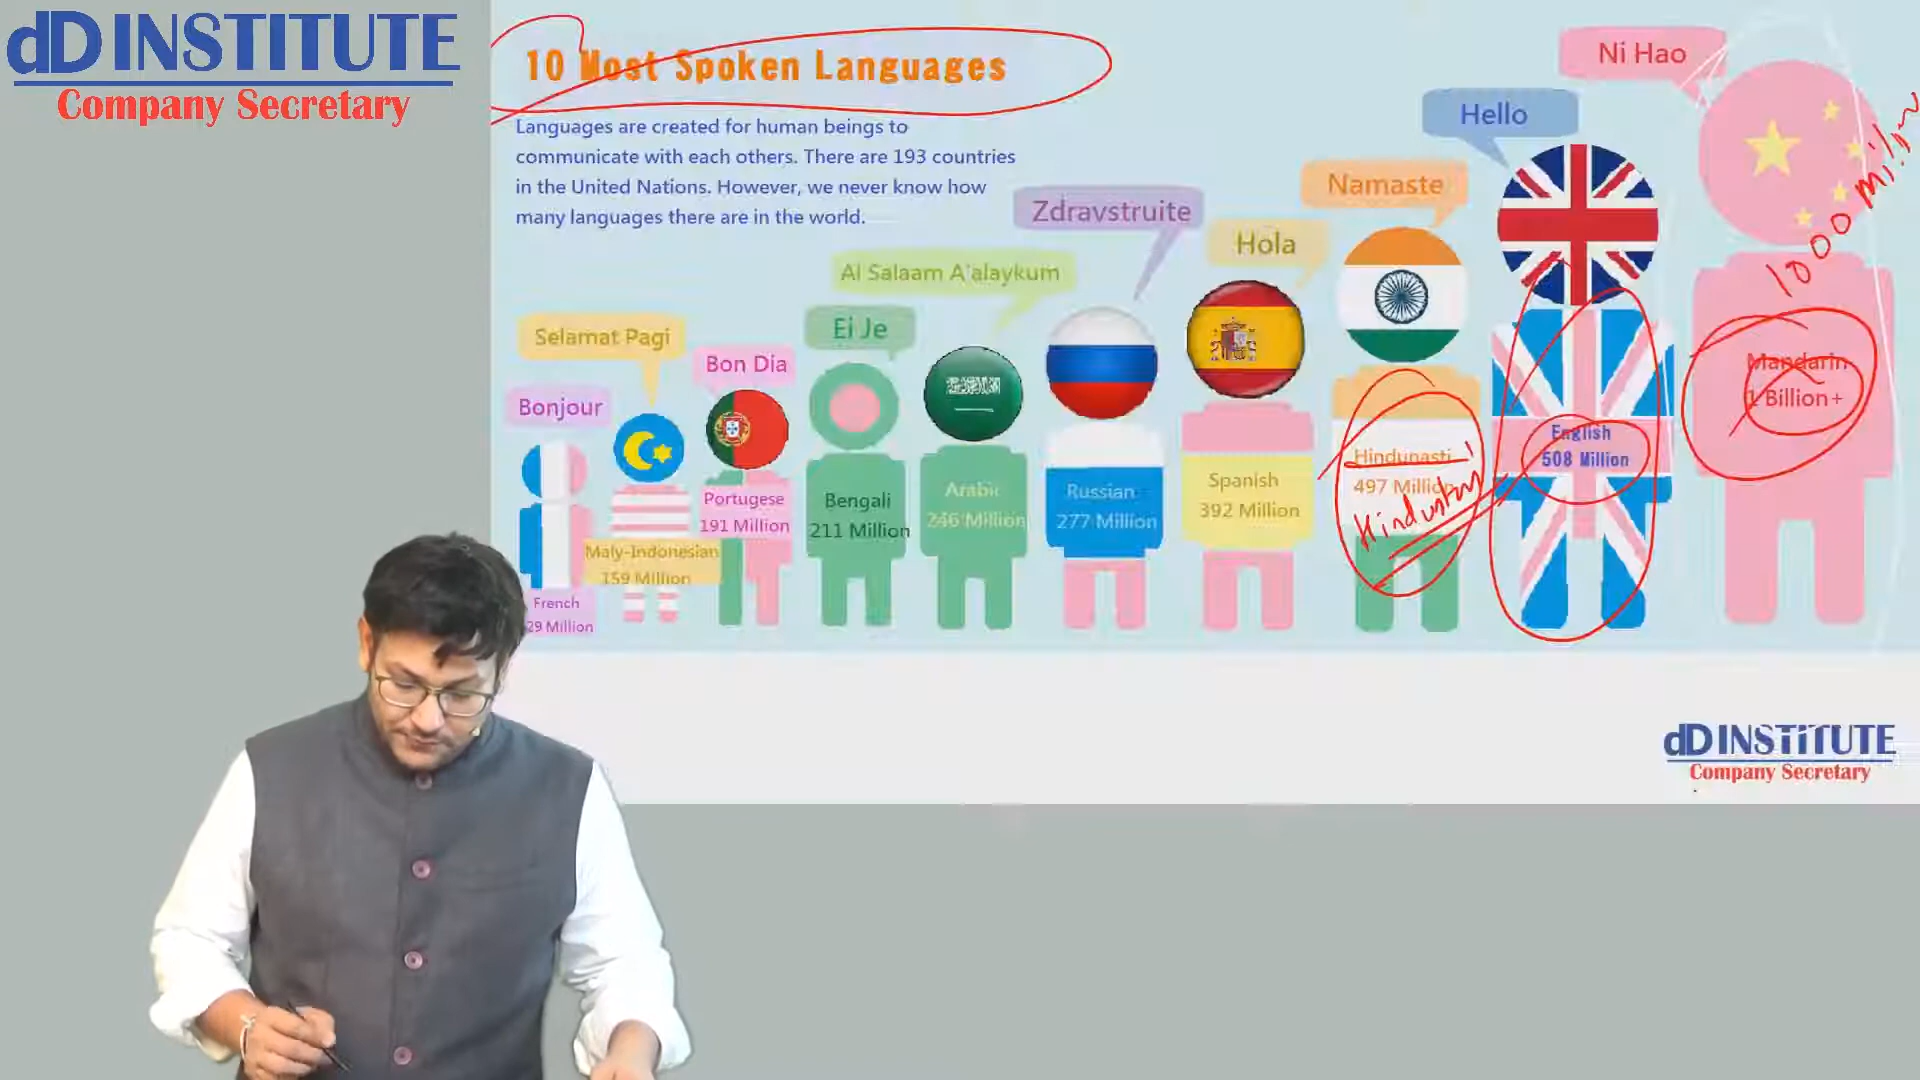 dD INSTITUTE
Company Secretary
10 Most Spoken Languages
Languages are created for human beings to
communicate with each others. There are 193 countries
in the United Nations. However, we never know how
many languages there are in the world.
Ni Hao
Hello
Namaste
Zdravstruite
Hola
Al Salaam A'alaykum
Ei Je
Selamat Pagi
Bon Dia
Bonjour
1000 million
Mandarin
1 Billion+
English
508 Million
Hindunasti
497 Million
Hindustani
Spanish
392 Million
Russian
277 Million
Arabic
246 Million
Bengali
211 Million
Portugese
191 Million
Maly-Indonesian
159 Million
French
29 Million
dD INSTiTUTE
Company Secretary